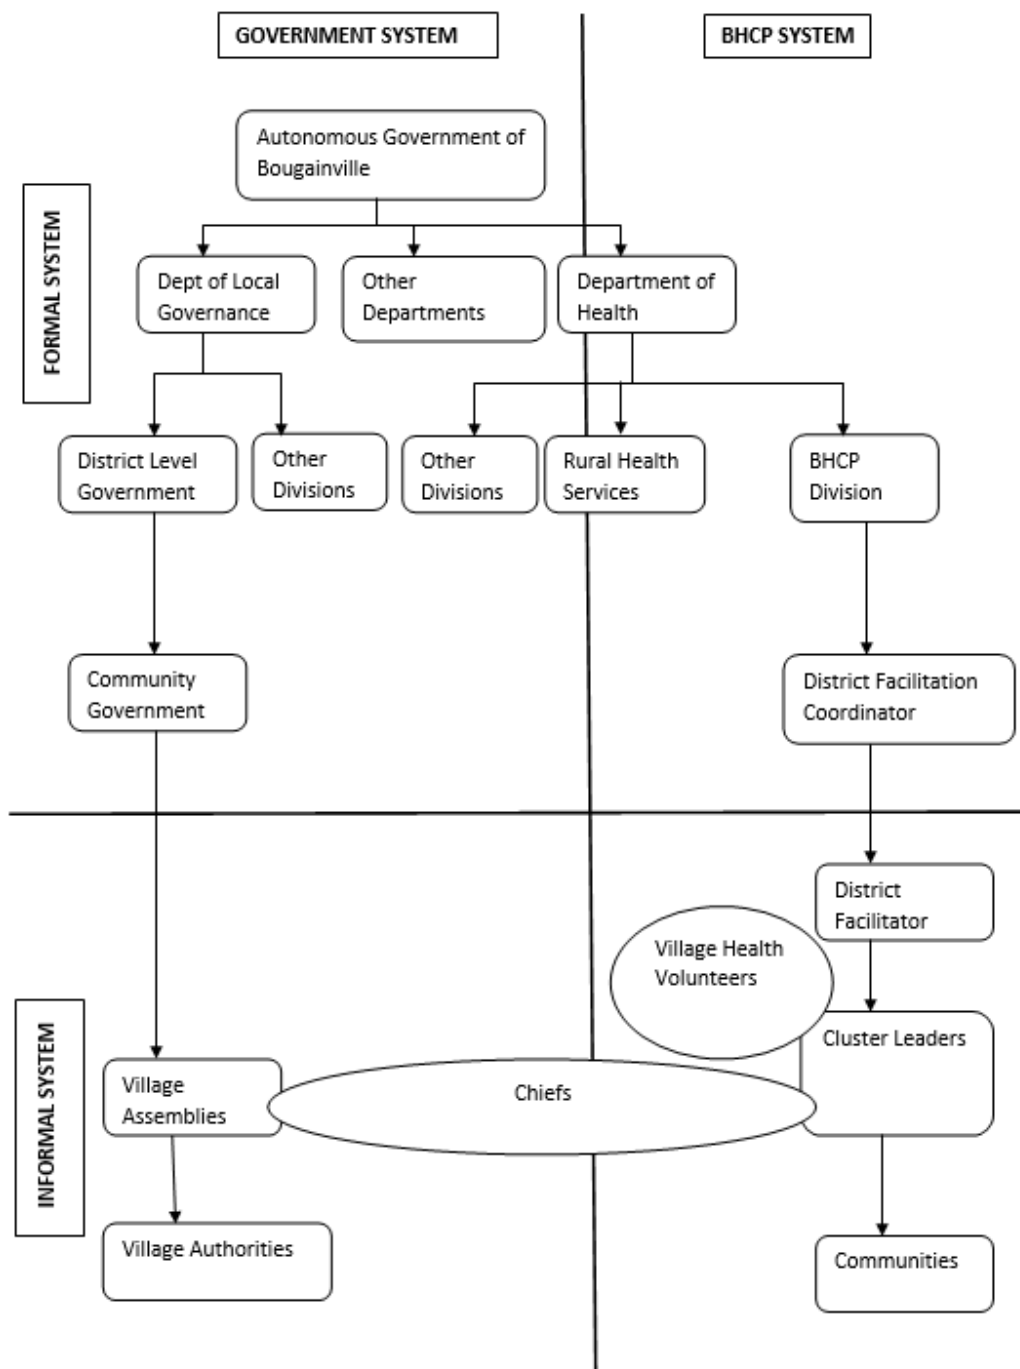 GOVERNMENT SYSTEM
BHCP SYSTEM
Autonomous Government of
Bougainville
FORMAL SYSTEM
Dept of Local
Governance
Other
Departments
Department of
Health
District Level
Government
Other
Divisions
Other
Divisions
Rural Health
Services
BHCP
Division
Community
Government
District Facilitation
Coordinator
District
Facilitator
Village Health
Volunteers
Cluster Leaders
INFORMAL SYSTEM
Village
Assemblies
Chiefs
Village Authorities
Communities